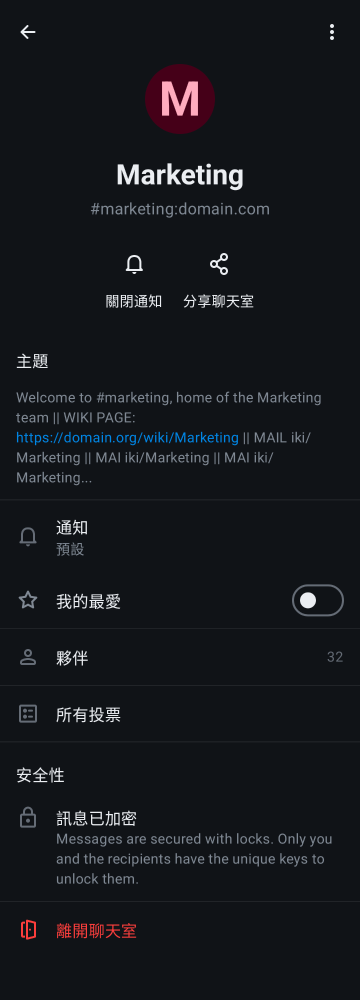 M
Marketing
#marketing:domain.com
關閉通知
分享聊天室
主題
Welcome to #marketing, home of the Marketing
team || WIKI PAGE:
https://domain.org/wiki/Marketing || MAIL iki/
Marketing || MAI iki/Marketing || MAI iki/
Marketing...
通知
預設
我的最愛
夥伴
32
所有投票
安全性
訊息已加密
Messages are secured with locks. Only you
and the recipients have the unique keys to
unlock them.
離開聊天室